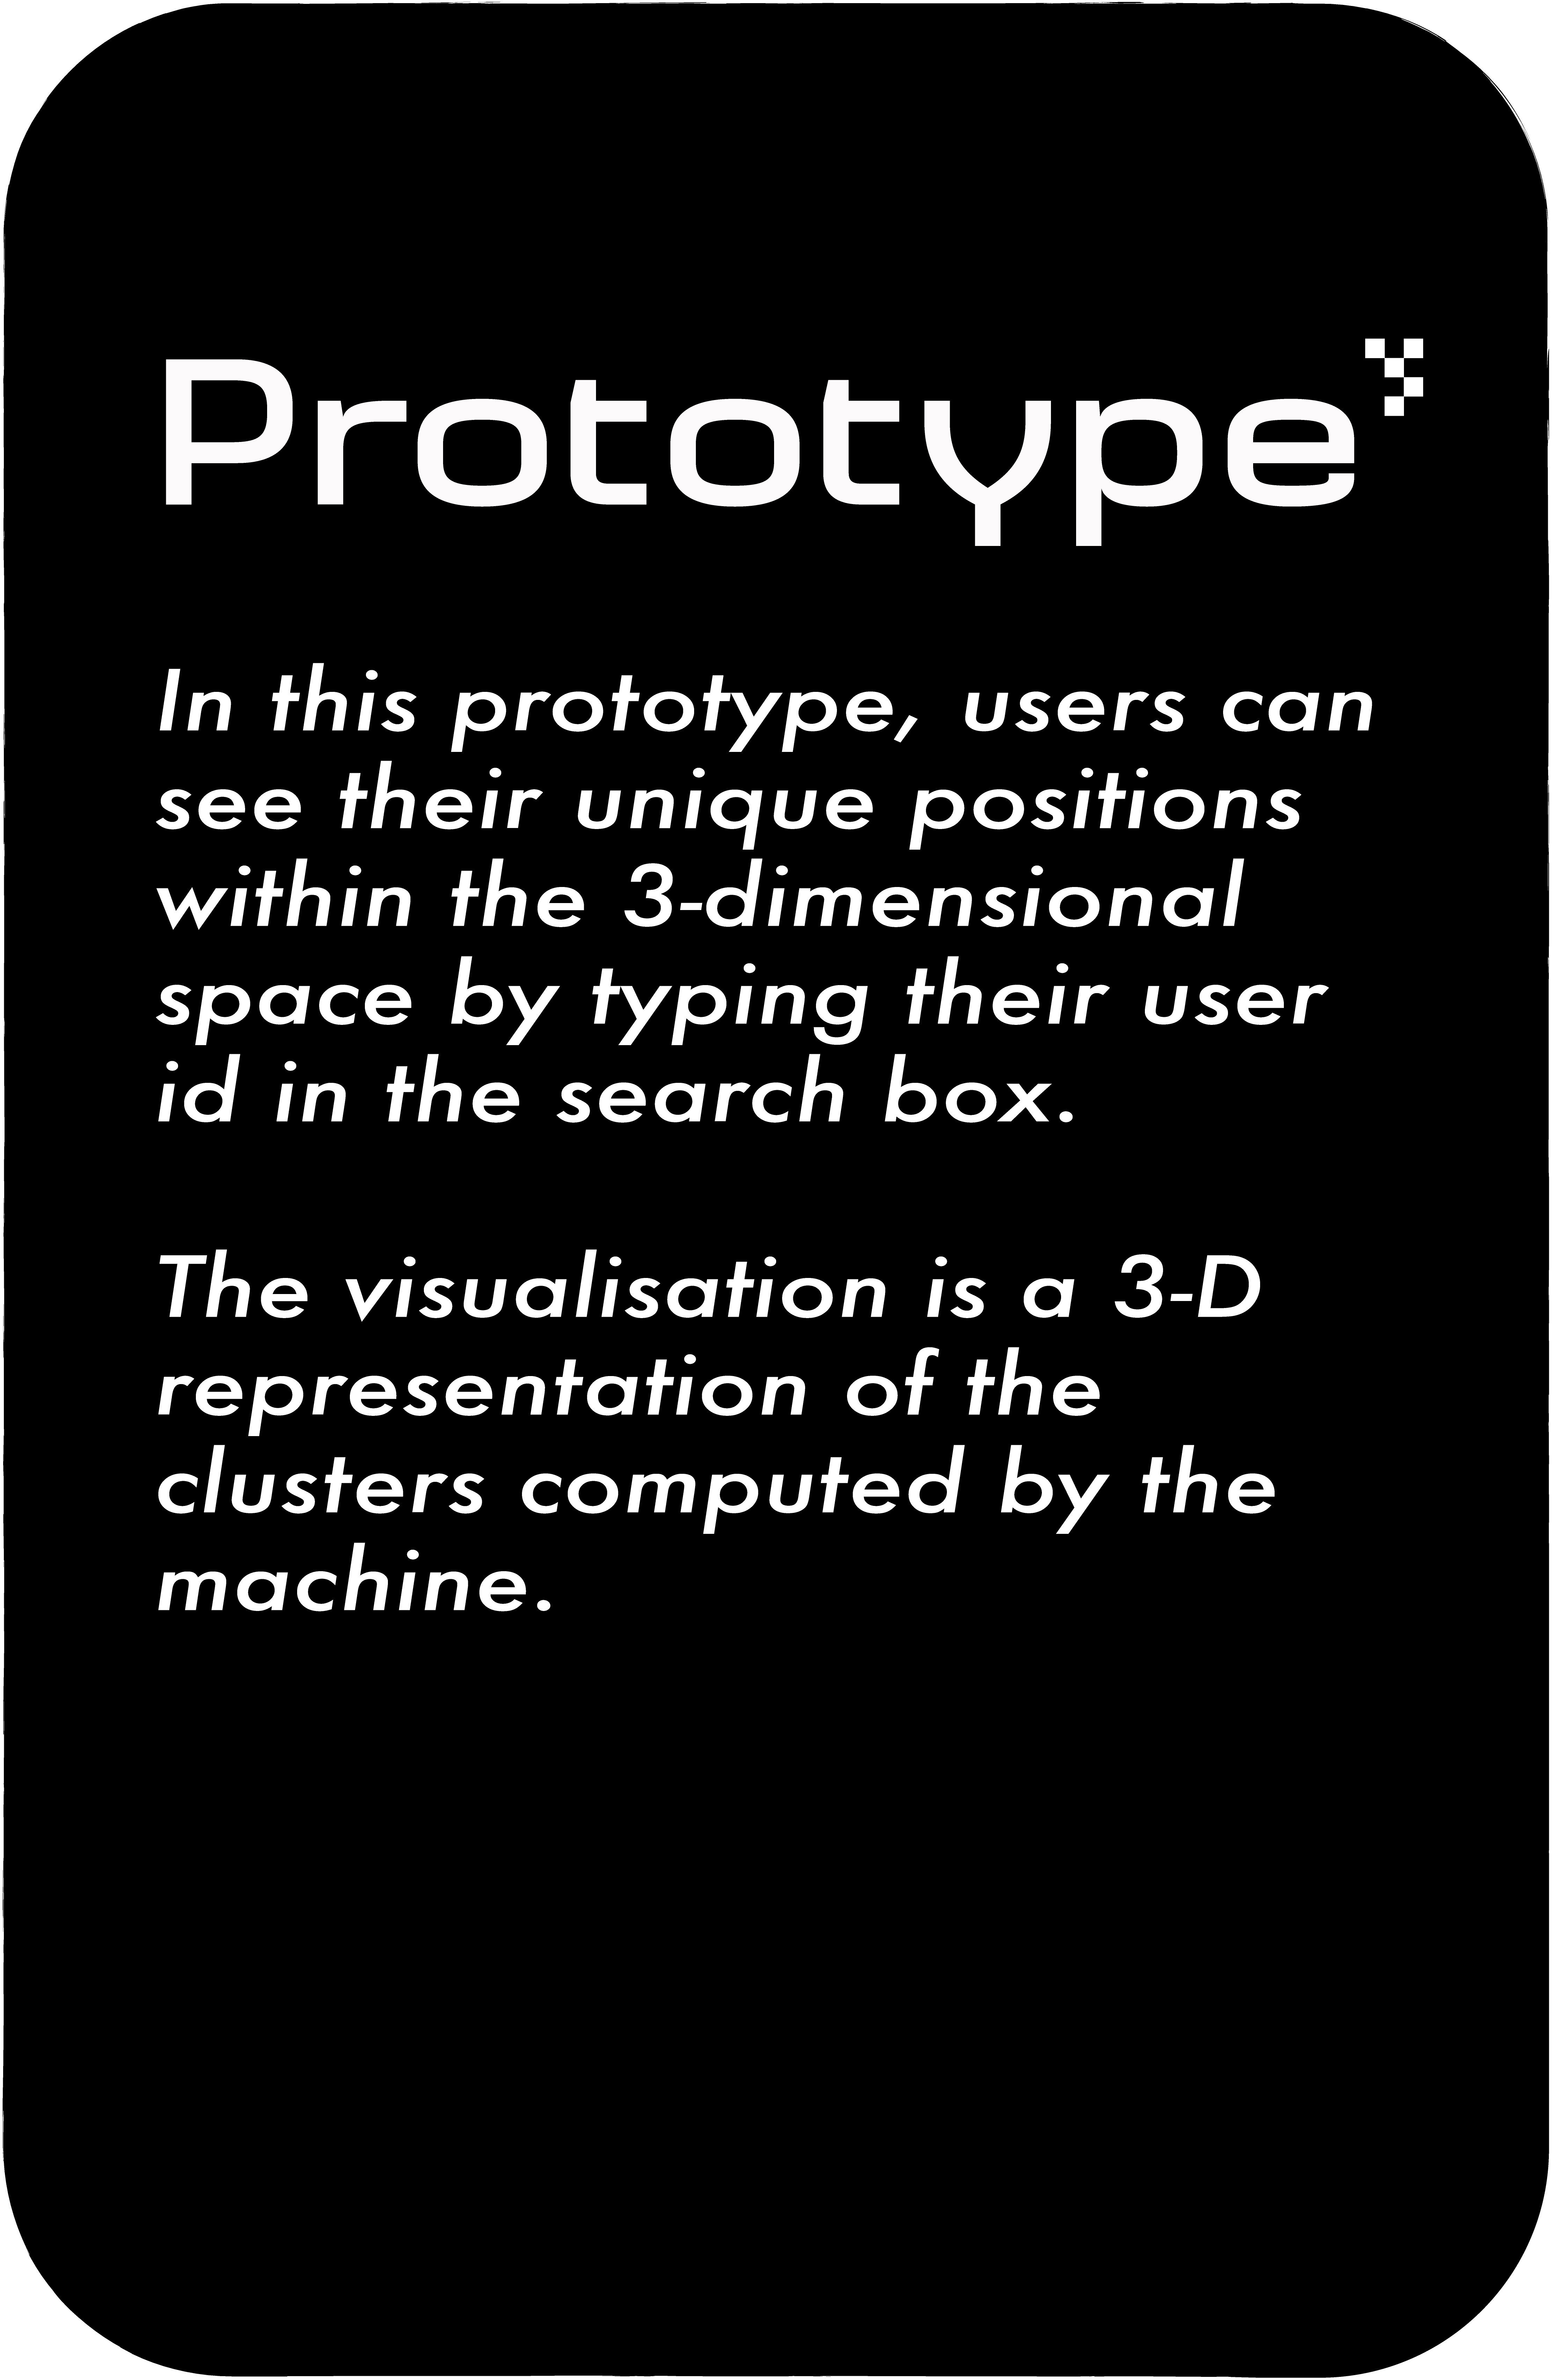 Prototype
In this prototype, users can
see their unique positions
within the 3-dimensional
space by typing their user
id in the search box.
The visualisation is a 3-D
representation of the
clusters computed by the
machine.